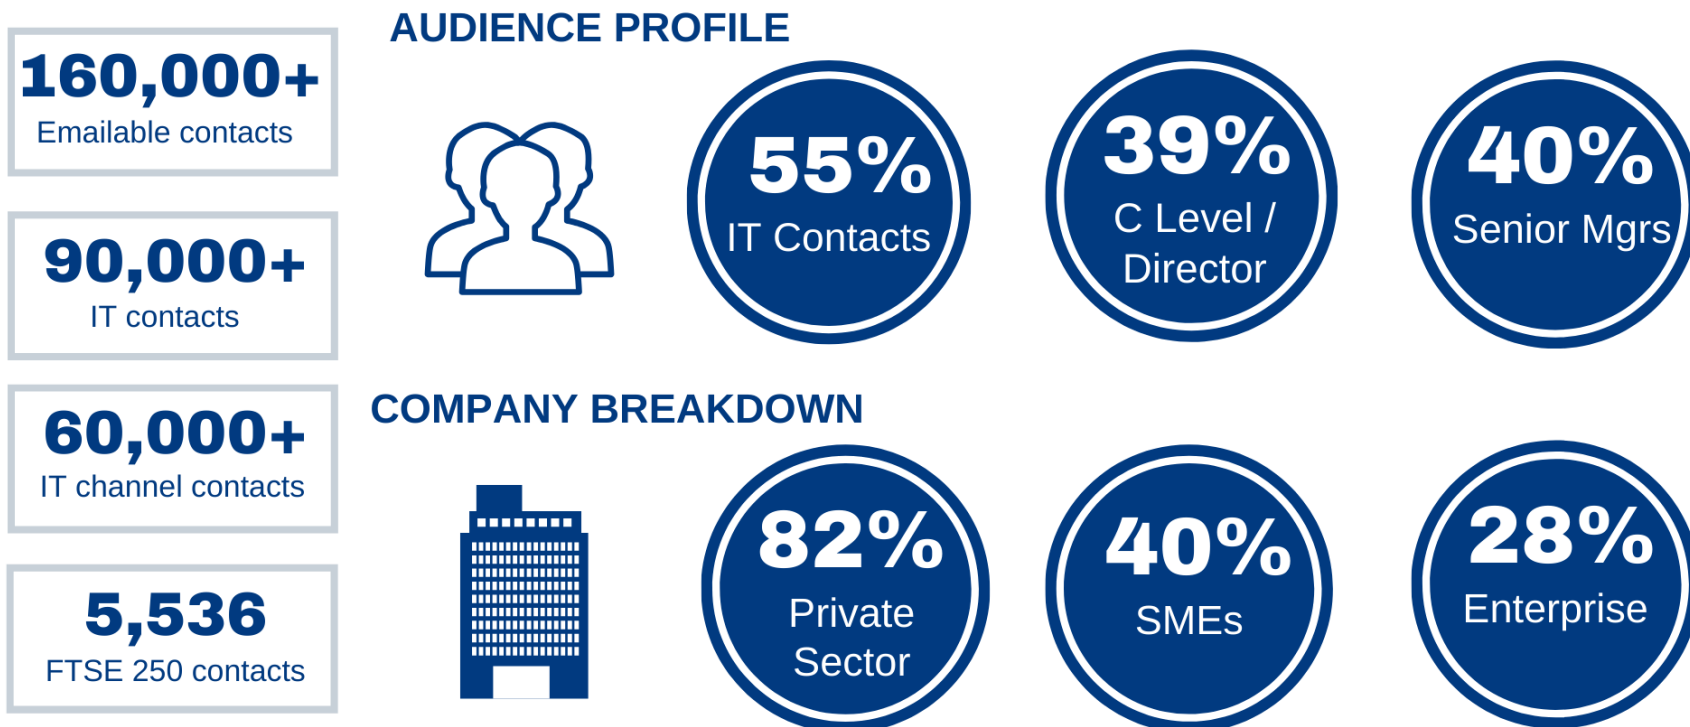 160,000+
Emailable contacts
90,000+
IT contacts
60,000+
IT channel contacts
5,536
FTSE 250 contacts
AUDIENCE PROFILE
55%
IT Contacts
39%
C Level /
Director
40%
Senior Mgrs
COMPANY BREAKDOWN
82%
Private
Sector
40%
SMEs
28%
Enterprise